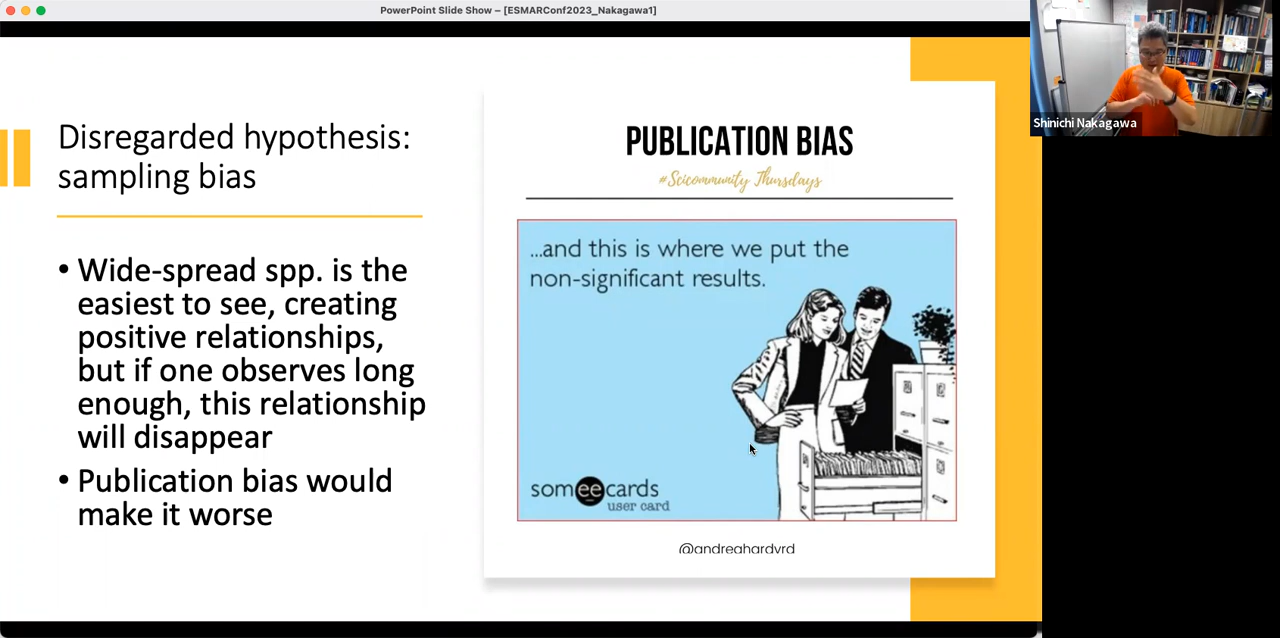 PowerPoint Slide Show – [ESMARConf2023_Nakagawa1]
Disregarded hypothesis:
sampling bias
• Wide-spread spp. is the
easiest to see, creating
positive relationships,
but if one observes long
enough, this relationship
will disappear
• Publication bias would
make it worse
PUBLICATION BIAS
#Scicommunity Thursdays
...and this is where we put the
non-significant results.
someecards
user card
@andreahardyrd
Shinichi Nakagawa